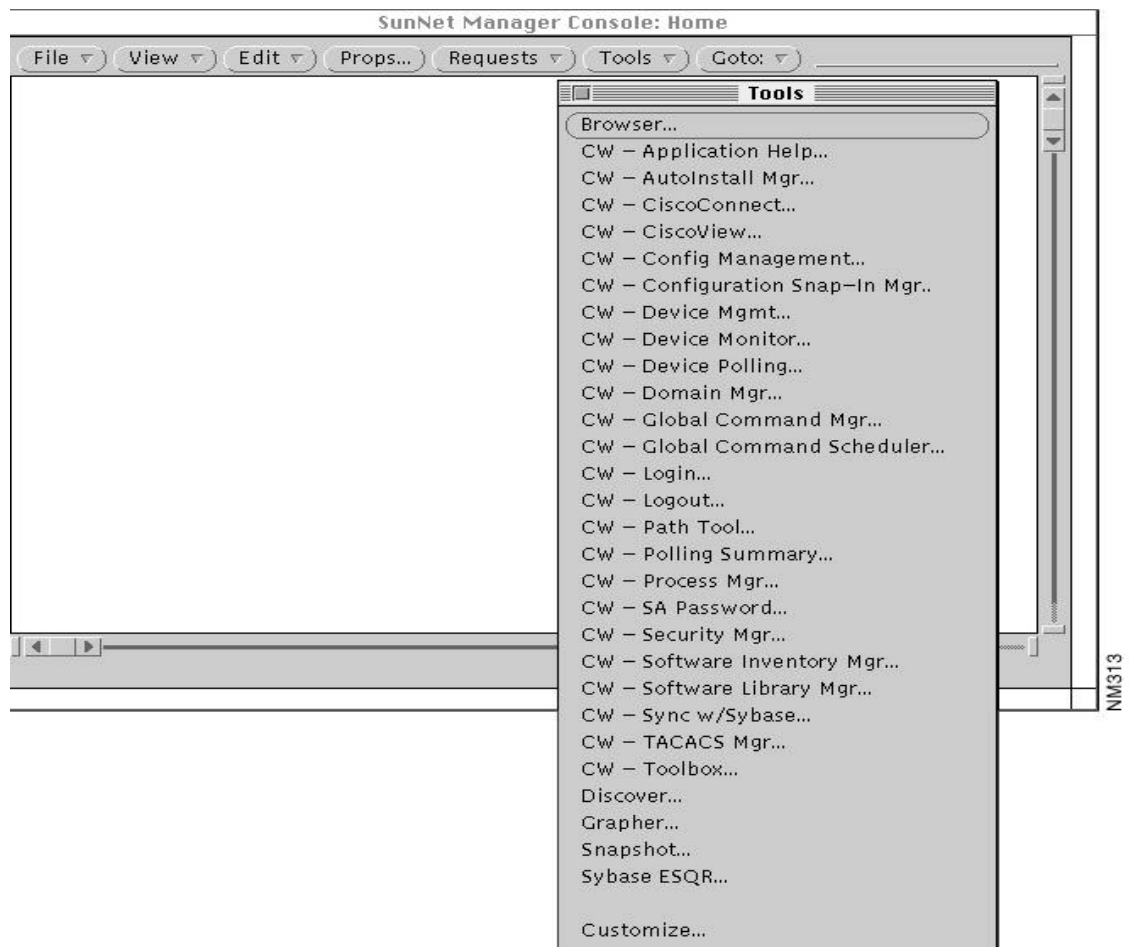 SunNet Manager Console: Home
File View Edit Props... Requests Tools Goto:
Tools
Browser...
CW – Application Help...
CW – AutoInstall Mgr...
CW – CiscoConnect...
CW – CiscoView...
CW – Config Management...
CW – Configuration Snap–In Mgr..
CW – Device Mgmt...
CW – Device Monitor...
CW – Device Polling...
CW – Domain Mgr...
CW – Global Command Mgr...
CW – Global Command Scheduler...
CW – Login...
CW – Logout...
CW – Path Tool...
CW – Polling Summary...
CW – Process Mgr...
CW – SA Password...
CW – Security Mgr...
CW – Software Inventory Mgr...
CW – Software Library Mgr...
CW – Sync w/Sybase...
CW – TACACS Mgr...
CW – Toolbox...
Discover...
Grapher...
Snapshot...
Sybase ESQR...
Customize...
NM313